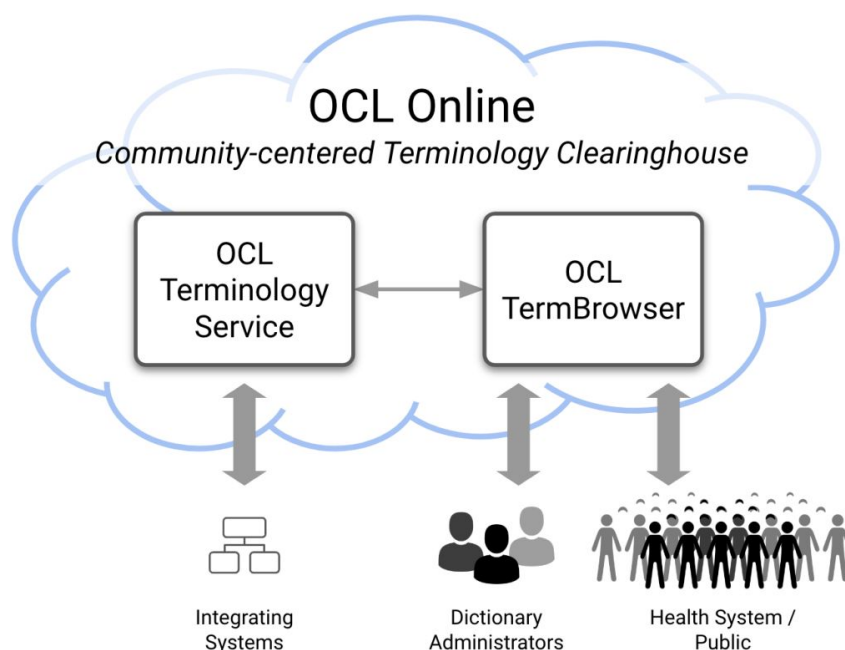 OCL Online
Community-centered Terminology Clearinghouse
OCL
Terminology
Service
OCL
TermBrowser
Integrating
Systems
Dictionary
Administrators
Health System /
Public